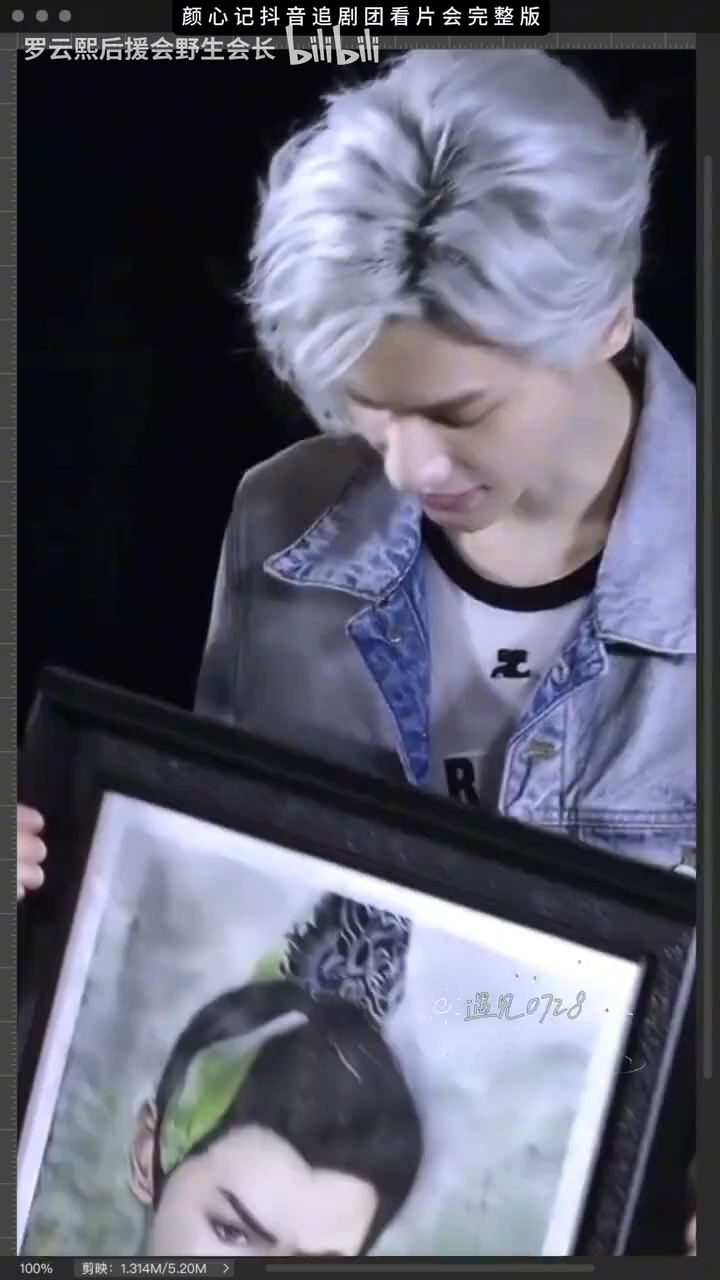 颜心记抖音追剧团看片会完整版
罗云熙后援会野生会长 bilibili
R
遇见0728
100% 剪映：1.314M/5.20M